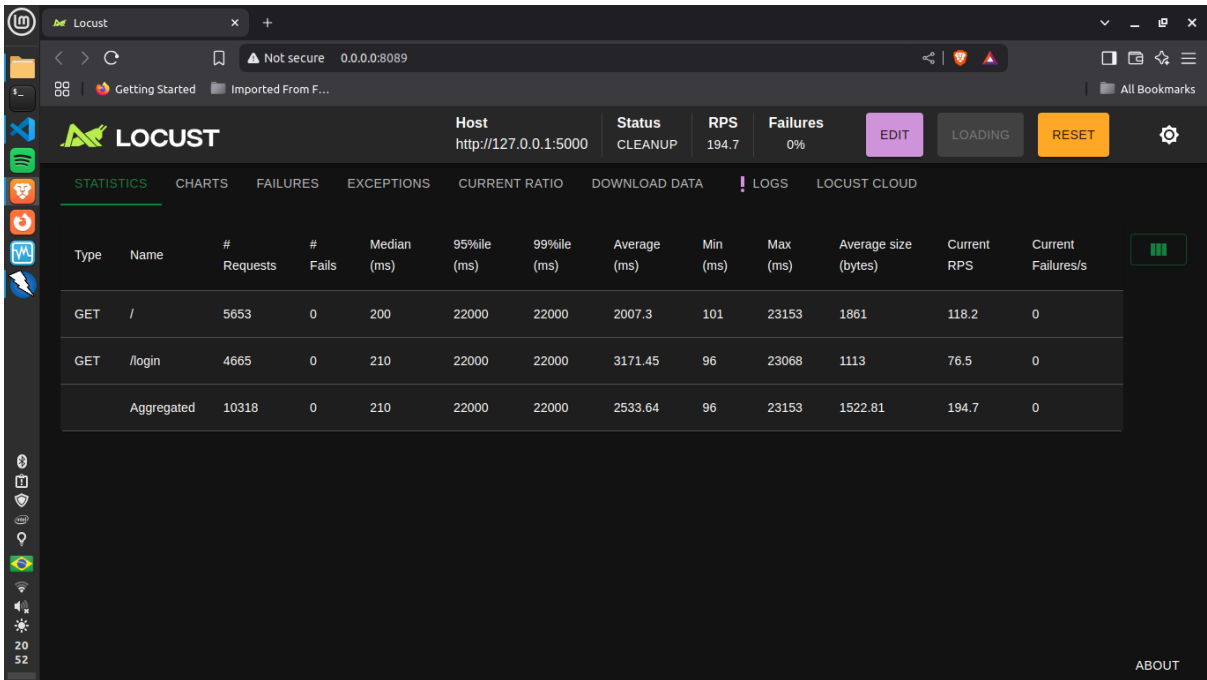 Locust
Not secure 0.0.0.0:8089
Getting Started Imported From F... All Bookmarks
LOCUST
Host Status RPS Failures
http://127.0.0.1:5000 CLEANUP 194.7 0%
EDIT LOADING RESET
STATISTICS CHARTS FAILURES EXCEPTIONS CURRENT RATIO DOWNLOAD DATA ! LOGS LOCUST CLOUD
Type Name # Requests # Fails Median (ms) 95%ile (ms) 99%ile (ms) Average (ms) Min (ms) Max (ms) Average size (bytes) Current RPS Current Failures/s
GET / 5653 0 200 22000 22000 2007.3 101 23153 1861 118.2 0
GET /login 4665 0 210 22000 22000 3171.45 96 23068 1113 76.5 0
Aggregated 10318 0 210 22000 22000 2533.64 96 23153 1522.81 194.7 0
20
52
ABOUT